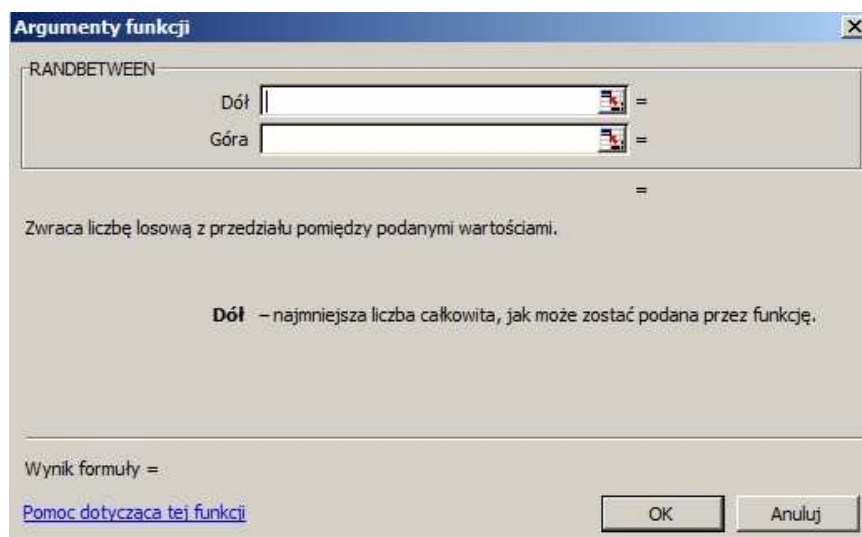 Argumenty funkcji
RANDBETWEEN
Dół =
Góra =
=
Zwraca liczbę losową z przedziału pomiędzy podanymi wartościami.
Dół – najmniejsza liczba całkowita, jak może zostać podana przez funkcję.
Wynik formuły =
Pomoc dotycząca tej funkcji
OK Anuluj